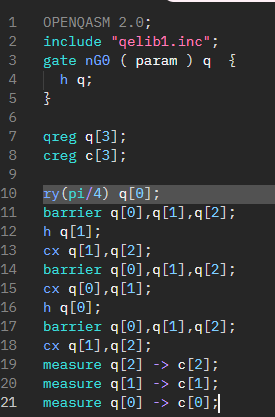 1 OPENQASM 2.0;
2 include "qelib1.inc";
3 gate nG0 ( param ) q  {
4   h q;
5 }
6
7 qreg q[3];
8 creg c[3];
9
10 ry(pi/4) q[0];
11 barrier q[0],q[1],q[2];
12 h q[1];
13 cx q[1],q[2];
14 barrier q[0],q[1],q[2];
15 cx q[0],q[1];
16 h q[0];
17 barrier q[0],q[1],q[2];
18 cx q[1],q[2];
19 measure q[2] -> c[2];
20 measure q[1] -> c[1];
21 measure q[0] -> c[0];